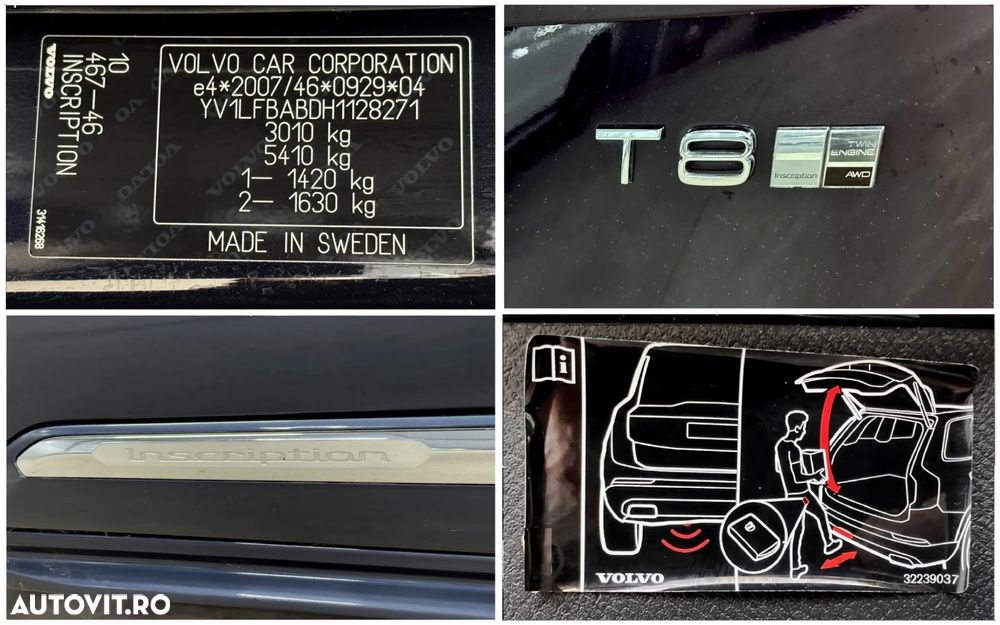 VOLVO
10
467-46
INSCRIPTION
31416268
VOLVO CAR CORPORATION
e4*2007/46*0929*04
YV1LFBABDH1128271
3010 kg
5410 kg
1- 1420 kg
2- 1630 kg
MADE IN SWEDEN
T8
Inscription
TWIN
ENGINE
AWD
Inscription
i
VOLVO
32239037
AUTOVIT.RO